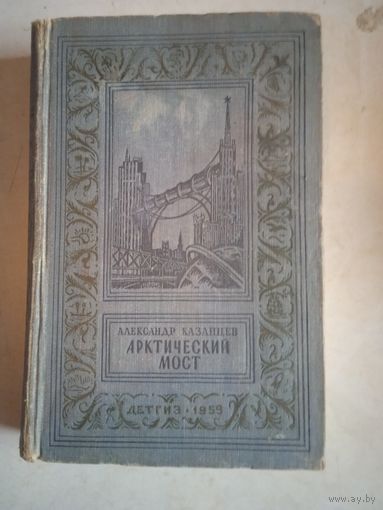 АЛЕКСАНДР КАЗАНЦЕВ
АРКТИЧЕСКИЙ
МОСТ
ДЕТГИЗ • 1959
www.ay.by